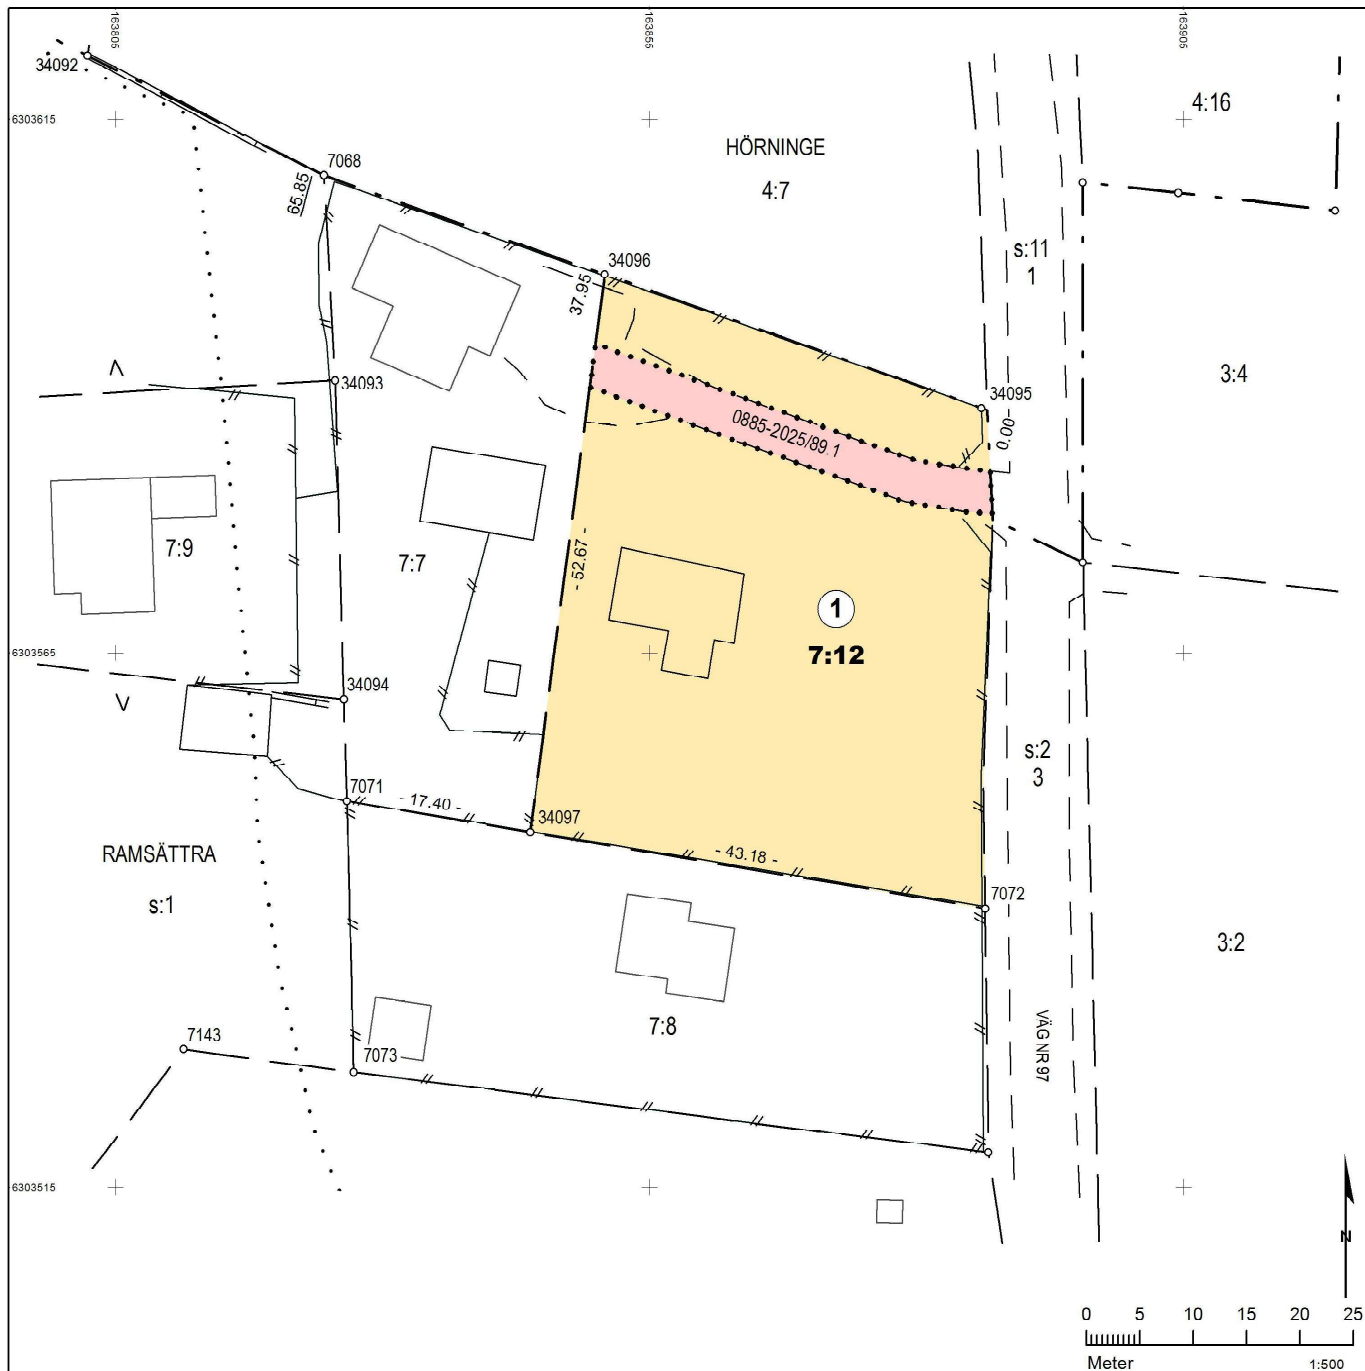 163805
163855
163905
34092
4:16
6303615
HÖRNINGE
7068
4:7
65.85
s:11
1
34096
37.95
3:4
34093
34095
0885-2025/89.1
0.00-
7:9
7:7
- 52.67 -
1
7:12
6303565
34094
s:2
3
7071
- 17.40 -
34097
RAMSÄTTRA
- 43.18 -
7072
s:1
3:2
7:8
VÄG NR 97
7143
7073
6303515
N
0 5 10 15 20 25
Meter
1:500